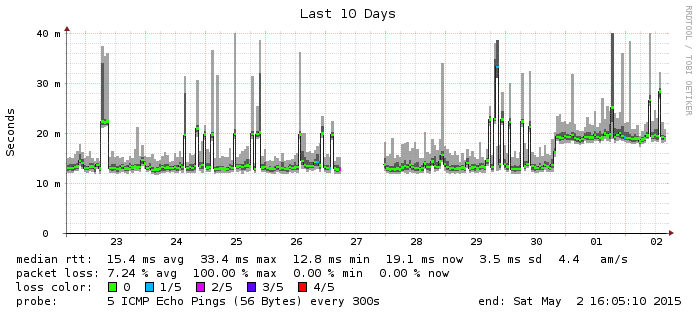 Last 10 Days
RRDTOOL / TOBI OETIKER
Seconds
40 m
30 m
20 m
10 m
0
23 24 25 26 27 28 29 30 01 02
median rtt: 15.4 ms avg 33.4 ms max 12.8 ms min 19.1 ms now 3.5 ms sd 4.4 am/s
packet loss: 7.24 % avg 100.00 % max 0.00 % min 0.00 % now
loss color: 0 1/5 2/5 3/5 4/5
probe: 5 ICMP Echo Pings (56 Bytes) every 300s end: Sat May 2 16:05:10 2015